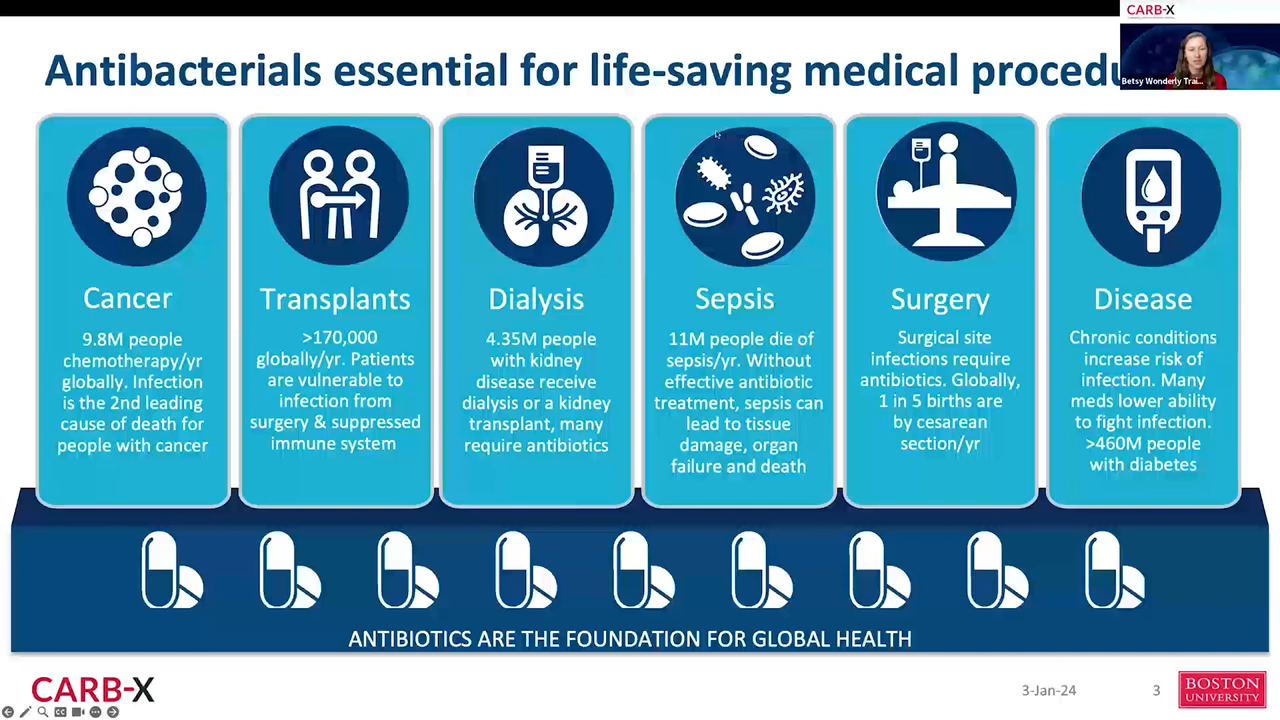 CARB-X
Betsy Wonderly Trai...
Antibacterials essential for life-saving medical
Cancer
9.8M people
chemotherapy/yr
globally. Infection
is the 2nd leading
cause of death for
people with cancer
Transplants
>170,000
globally/yr. Patients
are vulnerable to
infection from
surgery & suppressed
immune system
Dialysis
4.35M people
with kidney
disease receive
dialysis or a kidney
transplant, many
require antibiotics
Sepsis
11M people die of
sepsis/yr. Without
effective antibiotic
treatment, sepsis can
lead to tissue
damage, organ
failure and death
Surgery
Surgical site
infections require
antibiotics. Globally,
1 in 5 births are
by cesarean
section/yr
Disease
Chronic conditions
increase risk of
infection. Many
meds lower ability
to fight infection.
>460M people
with diabetes
ANTIBIOTICS ARE THE FOUNDATION FOR GLOBAL HEALTH
CARB-X
3-Jan-24
3
BOSTON
UNIVERSITY